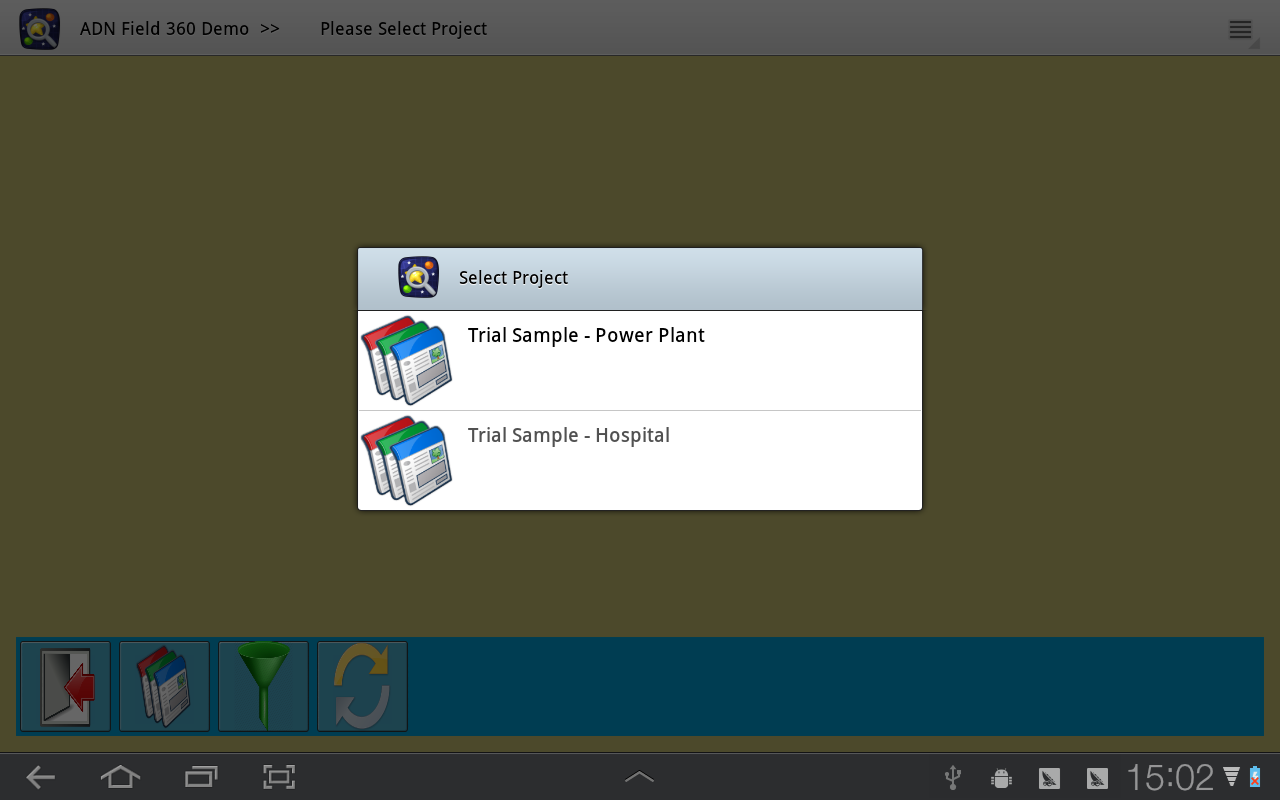 ADN Field 360 Demo >> Please Select Project
Select Project
Trial Sample - Power Plant
Trial Sample - Hospital
15:02